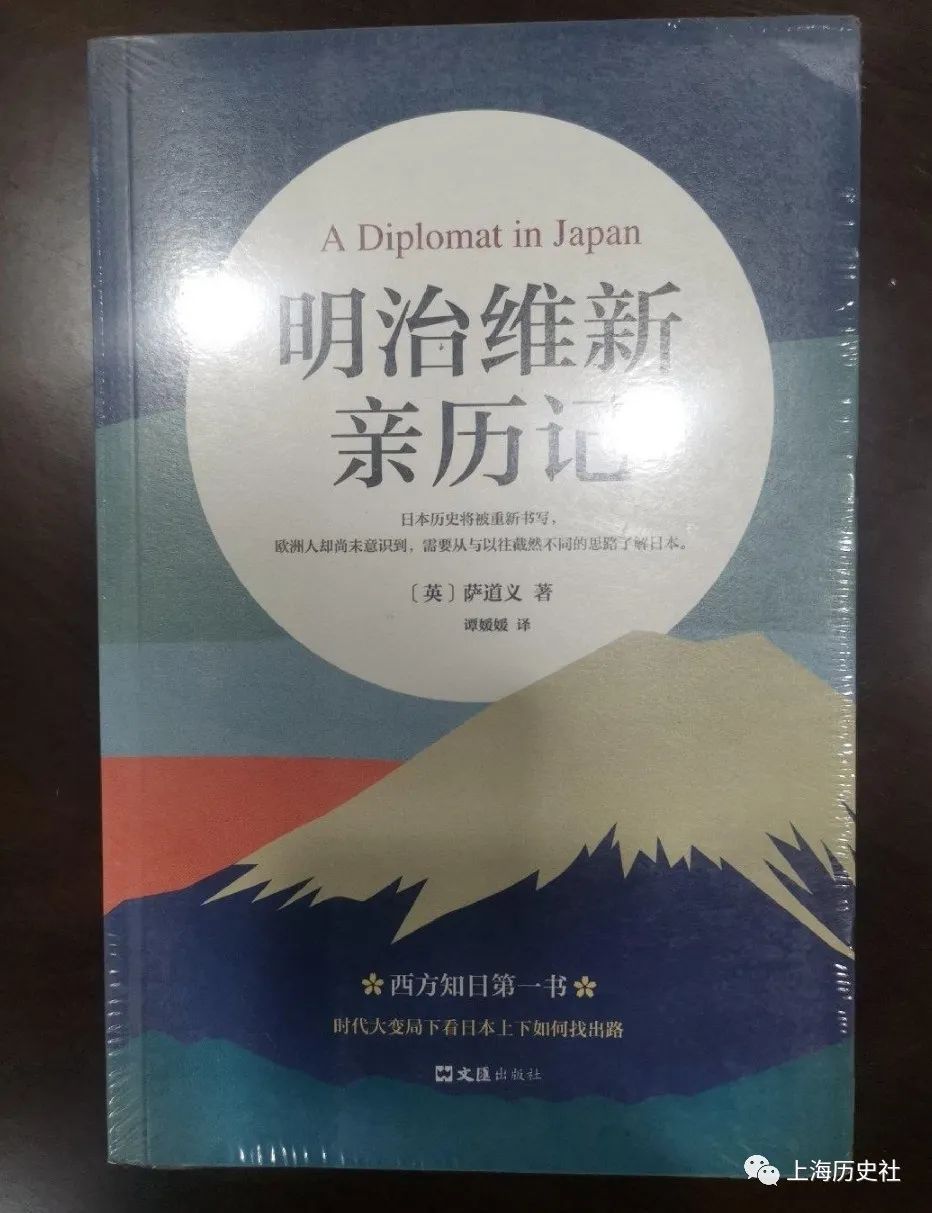 A Diplomat in Japan
明治维新
亲历记
日本历史将被重新书写，
欧洲人却尚未意识到，需要从与以往截然不同的思路了解日本。
〔英〕萨道义 著
谭媛媛 译
西方知日第一书
时代大变局下看日本上下如何找出路
文匯出版社
上海历史社